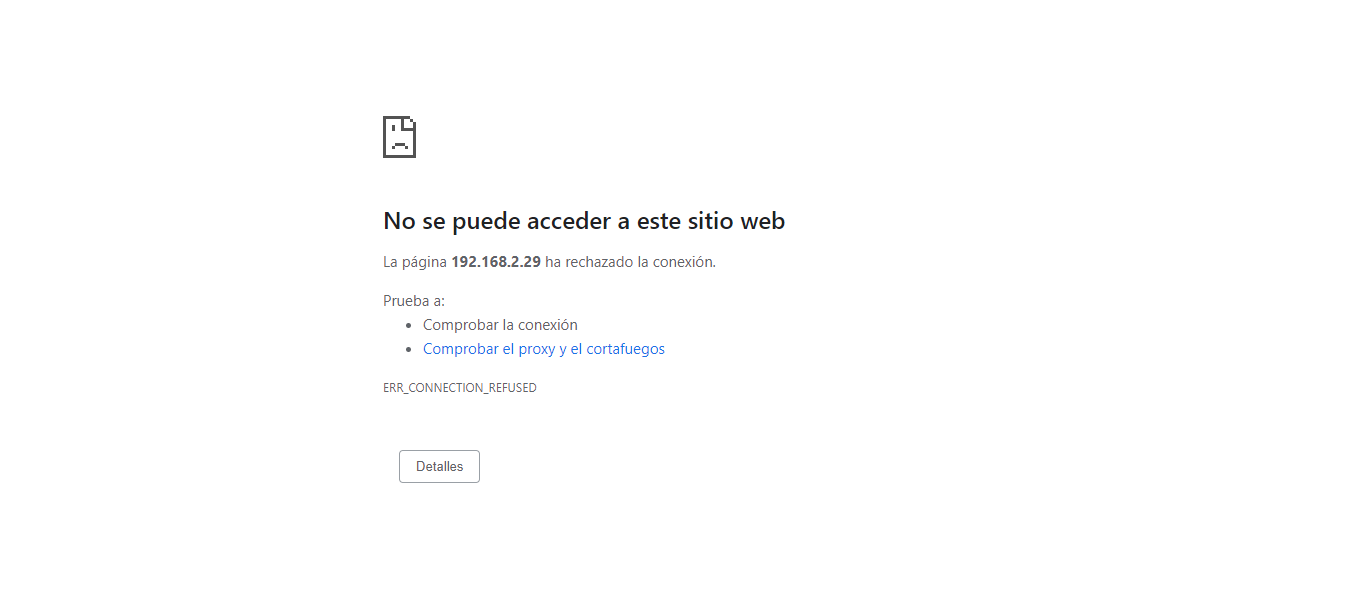 No se puede acceder a este sitio web
La página 192.168.2.29 ha rechazado la conexión.
Prueba a:
• Comprobar la conexión
• Comprobar el proxy y el cortafuegos
ERR_CONNECTION_REFUSED
Detalles